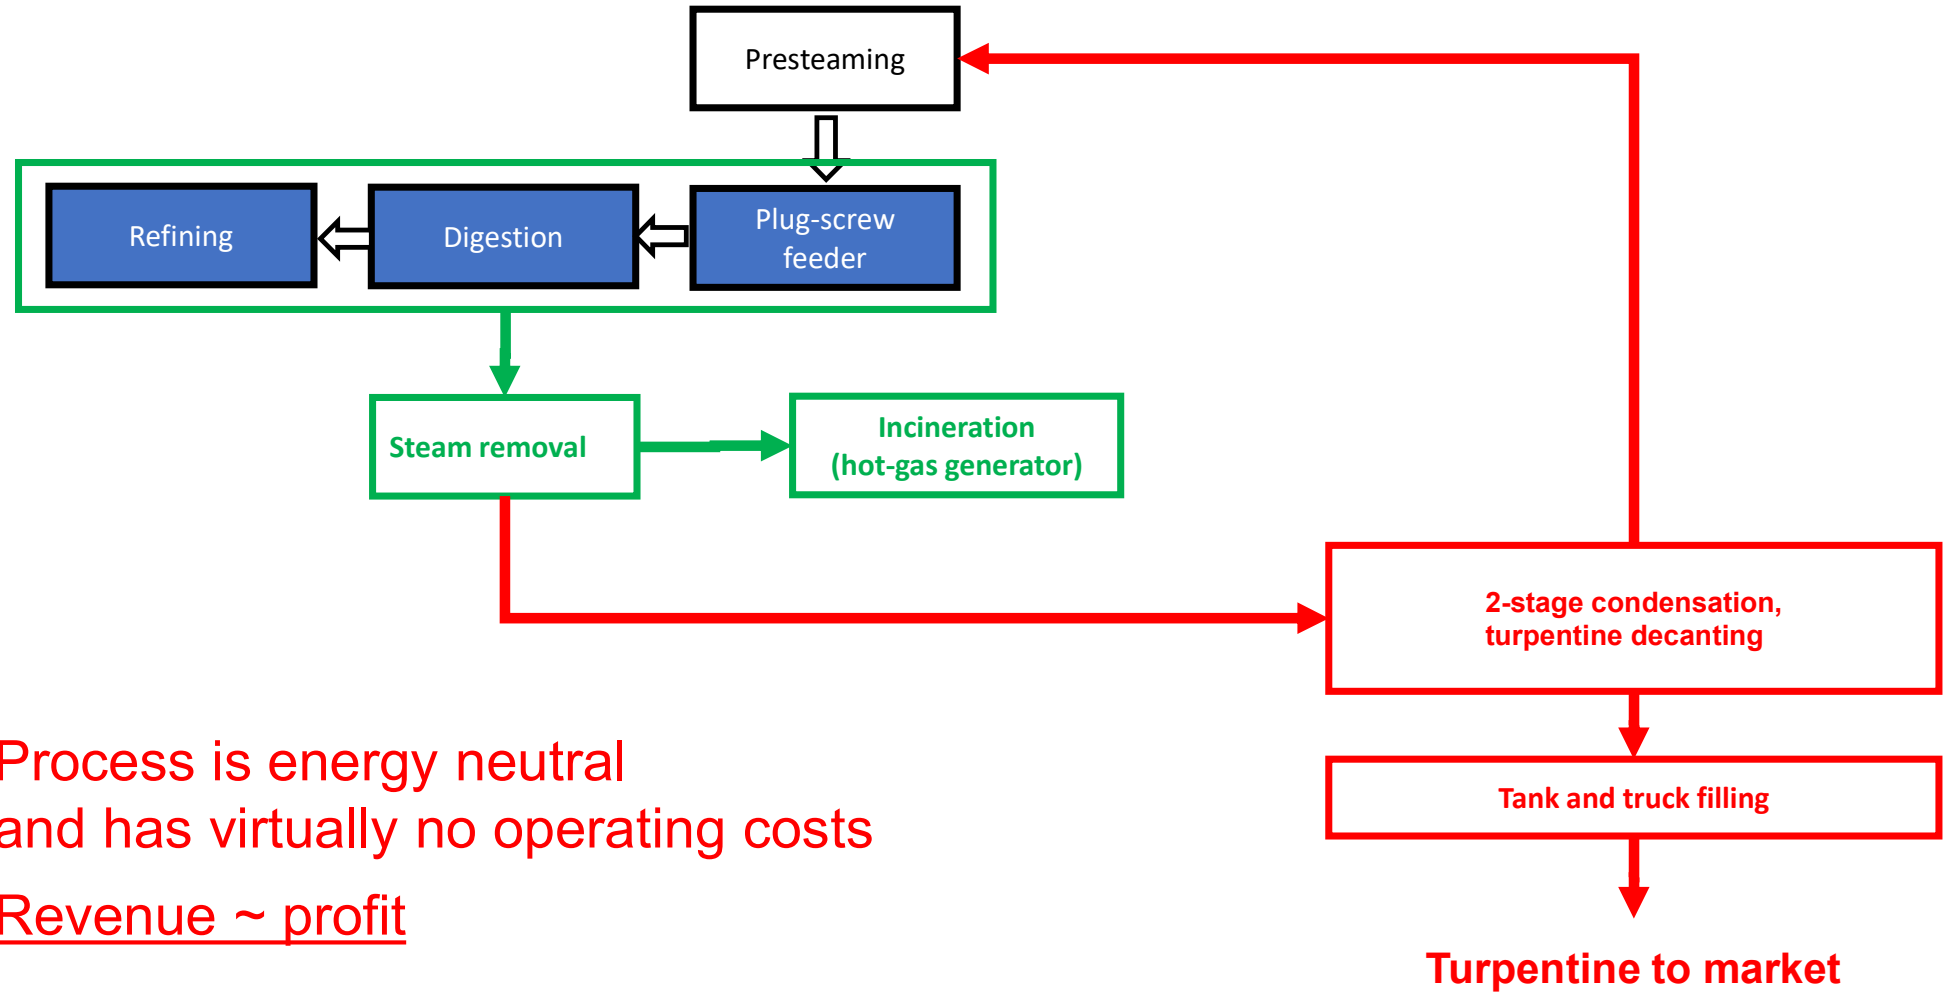 Presteaming
Refining
Digestion
Plug-screw
feeder
Steam removal
Incineration
(hot-gas generator)
2-stage condensation,
turpentine decanting
Tank and truck filling
Process is energy neutral
and has virtually no operating costs
Revenue ~ profit
Turpentine to market